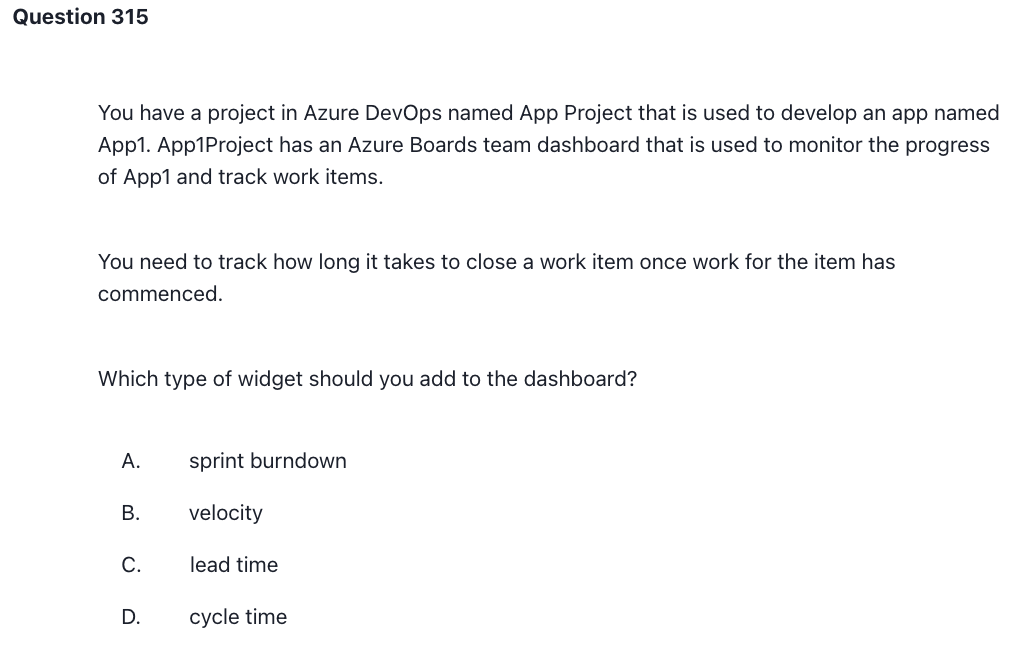 Question 315
You have a project in Azure DevOps named App Project that is used to develop an app named
App1. App1Project has an Azure Boards team dashboard that is used to monitor the progress
of App1 and track work items.
You need to track how long it takes to close a work item once work for the item has
commenced.
Which type of widget should you add to the dashboard?
A. sprint burndown
B. velocity
C. lead time
D. cycle time